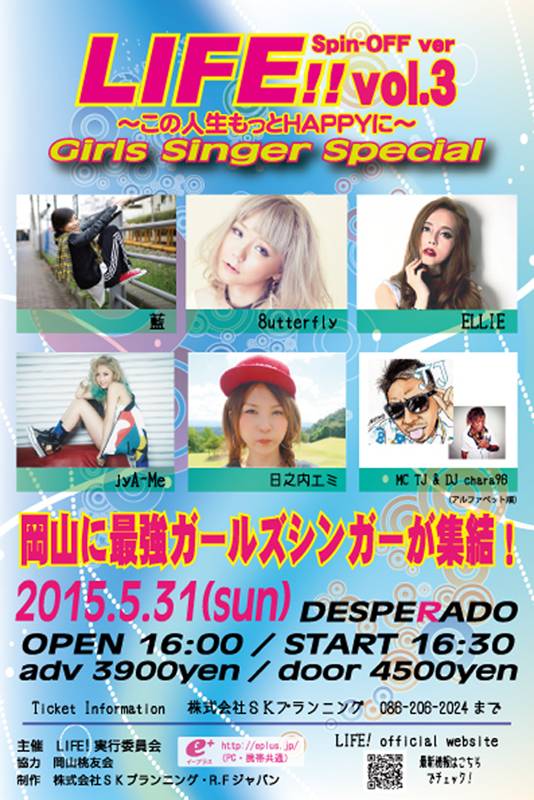 Spin-OFF ver
LIFE!! vol.3
～この人生もっとHAPPYに～
Girls Singer Special
藍
8utterfly
ELLIE
JyA-Me
日之内エミ
MC TJ & DJ chara96
(アルファベット順)
岡山に最強ガールズシンガーが集結！
2015.5.31(sun) DESPERADO
OPEN 16:00 / START 16:30
adv 3900yen / door 4500yen
Ticket Information 株式会社ＳＫプランニング 086-206-2024 まで
主催 LIFE! 実行委員会
協力 岡山桃友会
制作 株式会社ＳＫプランニング・R.Fジャパン
e+
イープラス
http://eplus.jp/
(PC・携帯共通)
LIFE! official website
最新情報はこちら
でチェック！